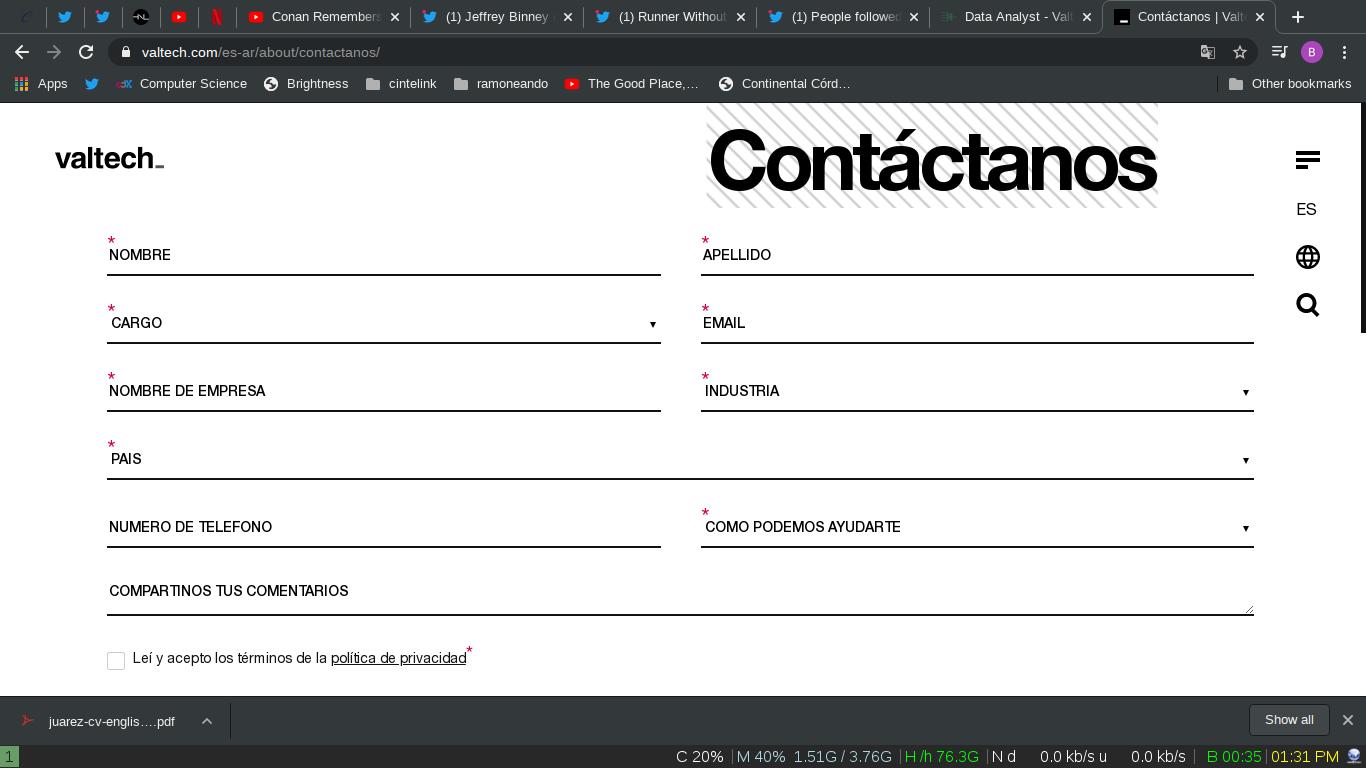 Conan Remembers
(1) Jeffrey Binney
(1) Runner Without
(1) People followed
Data Analyst - Valt
Contáctanos | Valt
valtech.com/es-ar/about/contactanos/
B
Apps
Computer Science
Brightness
cintelink
ramoneando
The Good Place,...
Continental Córd...
Other bookmarks
valtech_
Contáctanos
ES
* NOMBRE
* APELLIDO
* CARGO
* EMAIL
* NOMBRE DE EMPRESA
* INDUSTRIA
* PAIS
NUMERO DE TELEFONO
* COMO PODEMOS AYUDARTE
COMPARTINOS TUS COMENTARIOS
Leí y acepto los términos de la política de privacidad*
juarez-cv-englis....pdf
Show all
1
C 20% | M 40% 1.51G / 3.76G | H /h 76.3G | N d 0.0 kb/s u 0.0 kb/s | B 00:35 | 01:31 PM